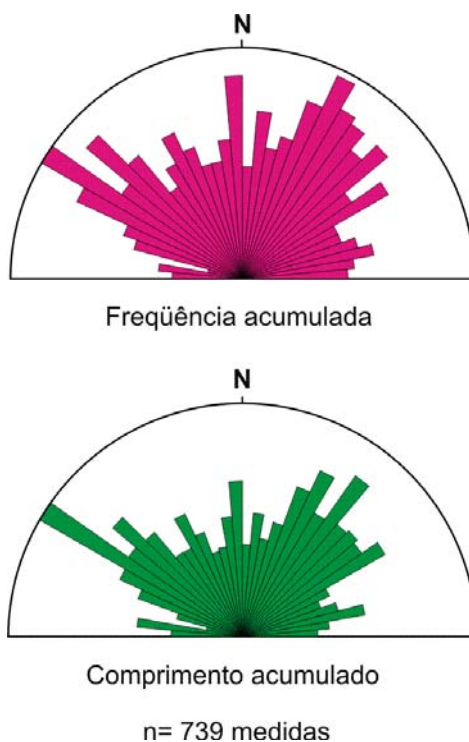 N
Freqüência acumulada
N
Comprimento acumulado
n= 739 medidas